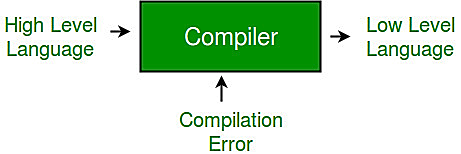 High Level
Language
Compiler
Low Level
Language
Compilation
Error